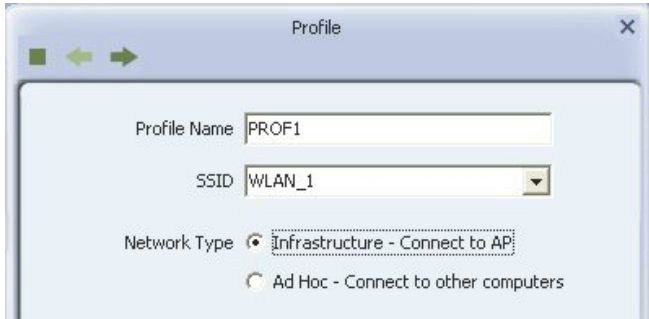 Profile
Profile Name PROF1
SSID WLAN_1
Network Type Infrastructure - Connect to AP
Ad Hoc - Connect to other computers